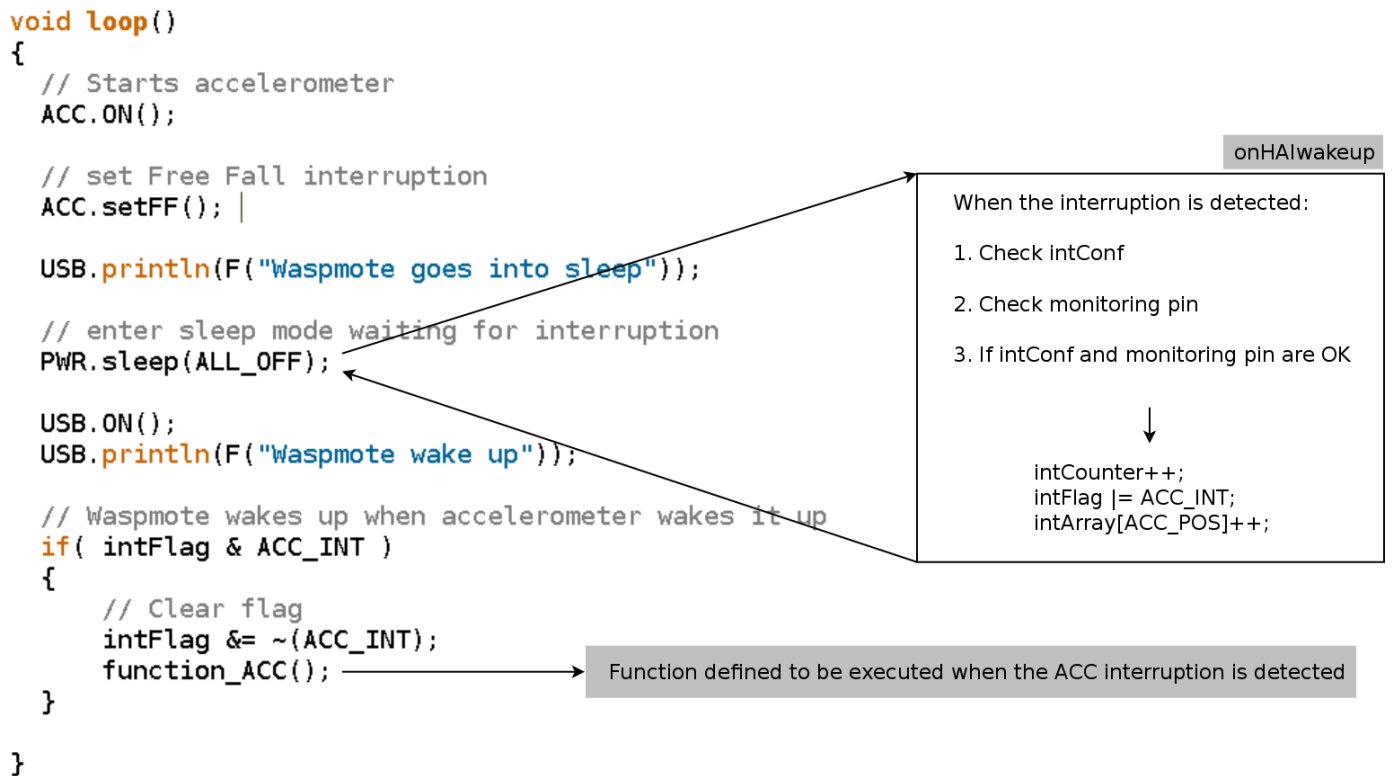 void loop()
{
// Starts accelerometer
ACC.ON();
// set Free Fall interruption
ACC.setFF();
USB.println(F("Waspmote goes into sleep"));
// enter sleep mode waiting for interruption
PWR.sleep(ALL_OFF);
USB.ON();
USB.println(F("Waspmote wake up"));
// Waspmote wakes up when accelerometer wakes it up
if( intFlag & ACC_INT )
{
// Clear flag
intFlag &= ~(ACC_INT);
function_ACC();
}
}
onHAIwakeup
When the interruption is detected:
1. Check intConf
2. Check monitoring pin
3. If intConf and monitoring pin are OK
intCounter++;
intFlag |= ACC_INT;
intArray[ACC_POS]++;
Function defined to be executed when the ACC interruption is detected